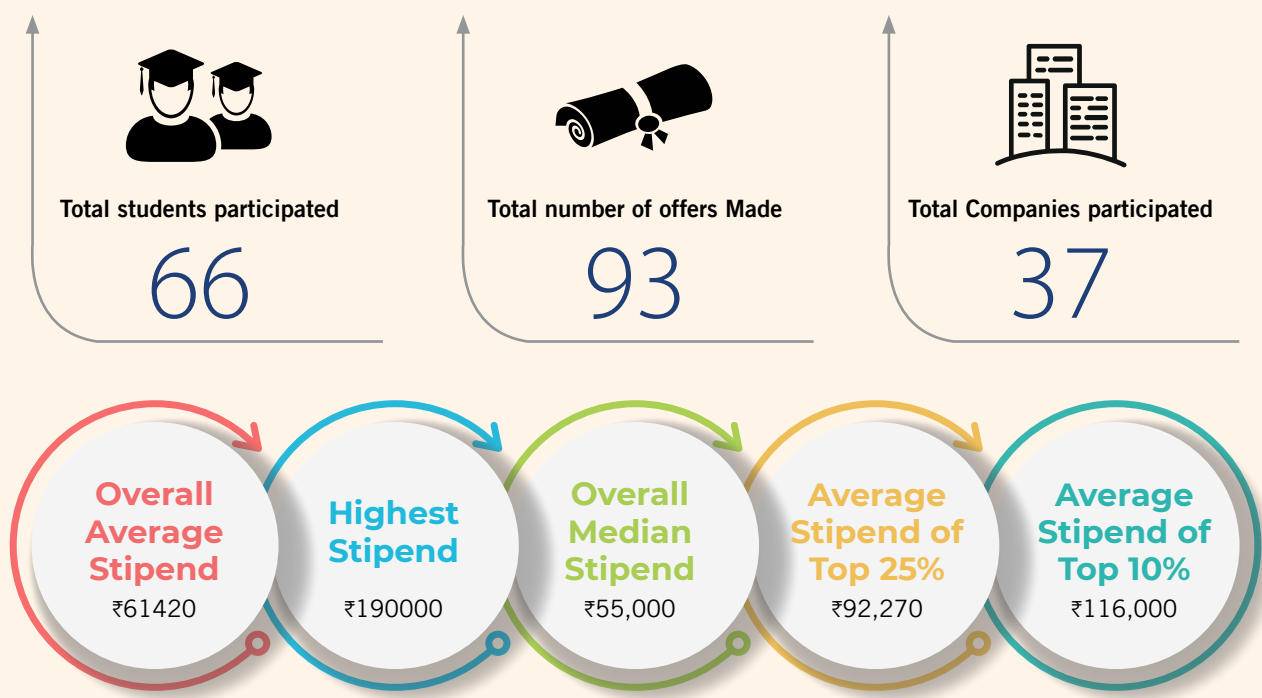 Total students participated
66
Total number of offers Made
93
Total Companies participated
37
Overall
Average
Stipend
₹61420
Highest
Stipend
₹190000
Overall
Median
Stipend
₹55,000
Average
Stipend of
Top 25%
₹92,270
Average
Stipend of
Top 10%
₹116,000